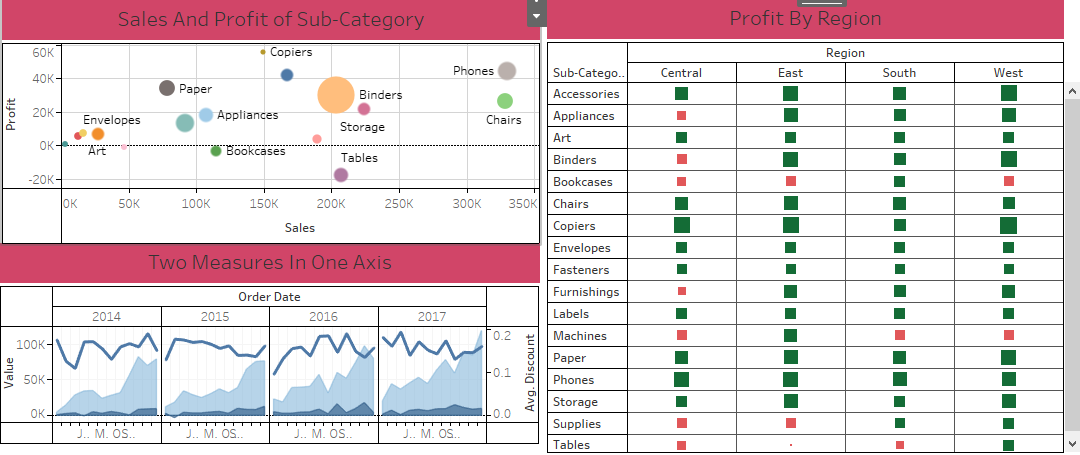 Sales And Profit of Sub-Category
60K
40K
20K
0K
-20K
Profit
Copiers
Phones
Paper
Binders
Appliances
Chairs
Envelopes
Storage
Art
Bookcases
Tables
0K 50K 100K 150K 200K 250K 300K 350K
Sales
Two Measures In One Axis
Order Date
2014 2015 2016 2017
100K
50K
0K
Value
0.2
0.1
0.0
Avg. Discount
J.. M. OS.. J.. M. OS.. J.. M. OS.. J.. M. OS..
Profit By Region
Region
Sub-Catego.. Central East South West
Accessories
Appliances
Art
Binders
Bookcases
Chairs
Copiers
Envelopes
Fasteners
Furnishings
Labels
Machines
Paper
Phones
Storage
Supplies
Tables